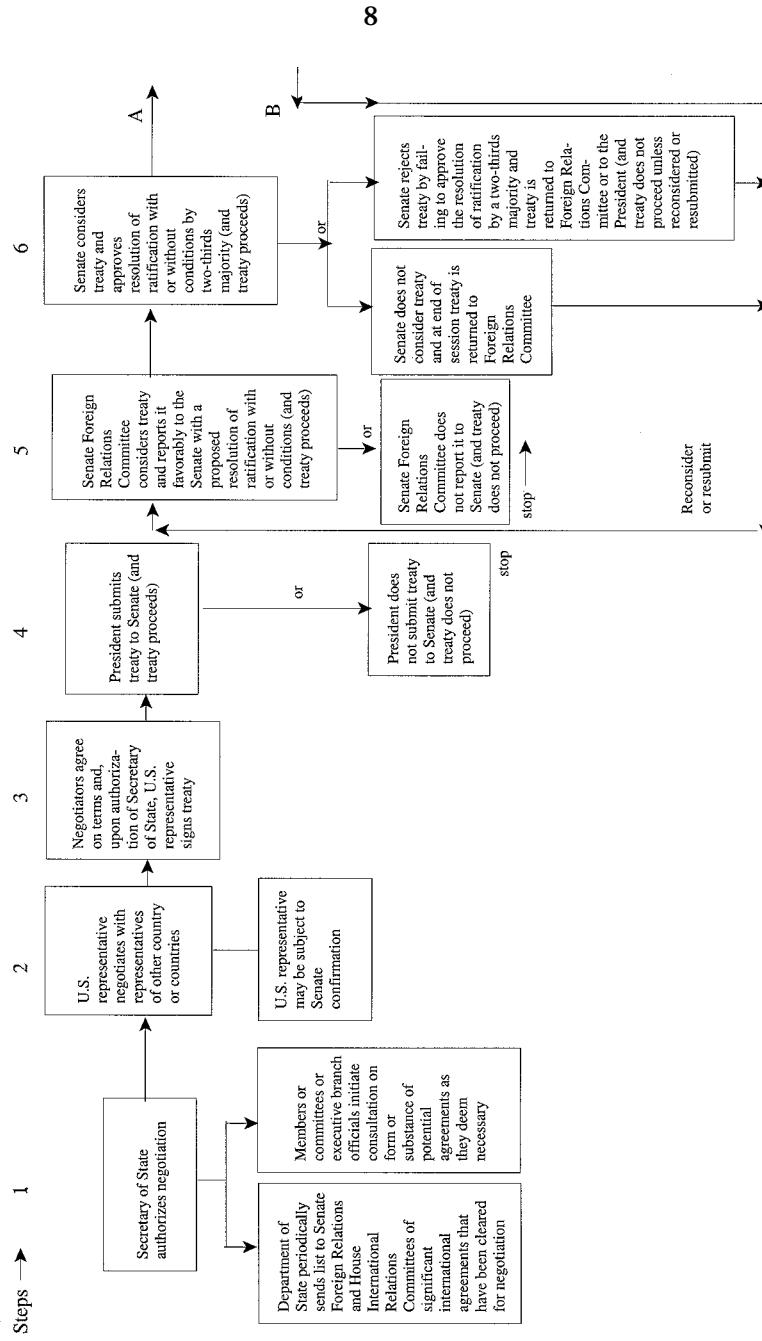 8
Steps
1
2
3
4
5
6
Secretary of State
authorizes negotiation
Department of
State periodically
sends list to Senate
Foreign Relations
and House
International
Relations
Committees of
significant
international
agreements that
have been cleared
for negotiation
Members or
committees or
executive branch
officials initiate
consultation on
form or
substance of
potential
agreements as
they deem
necessary
U.S.
representative
negotiates with
representatives
of other country
or countries
U.S. representative
may be subject to
Senate
confirmation
Negotiators agree
on terms and,
upon authoriza-
tion of Secretary
of State, U.S.
representative
signs treaty
President submits
treaty to Senate (and
treaty proceeds)
or
President does
not submit treaty
to Senate (and
treaty does not
proceed)
stop
Senate Foreign
Relations
Committee
considers treaty
and reports it
favorably to the
Senate with a
proposed
resolution of
ratification with
or without
conditions (and
treaty proceeds)
or
Senate Foreign
Relations
Committee does
not report it to
Senate (and treaty
does not proceed)
stop
Reconsider
or resubmit
Senate considers
treaty and
approves
resolution of
ratification with
or without
conditions by
two-thirds
majority (and
treaty proceeds)
A
or
Senate does not
consider treaty
and at end of
session treaty is
returned to
Foreign
Relations
Committee
Senate rejects
treaty by fail-
ing to approve
the resolution
of ratification
by a two-thirds
majority and
treaty is
returned to
Foreign Rela-
tions Com-
mittee or to the
President (and
treaty does not
proceed unless
reconsidered or
resubmitted)
B